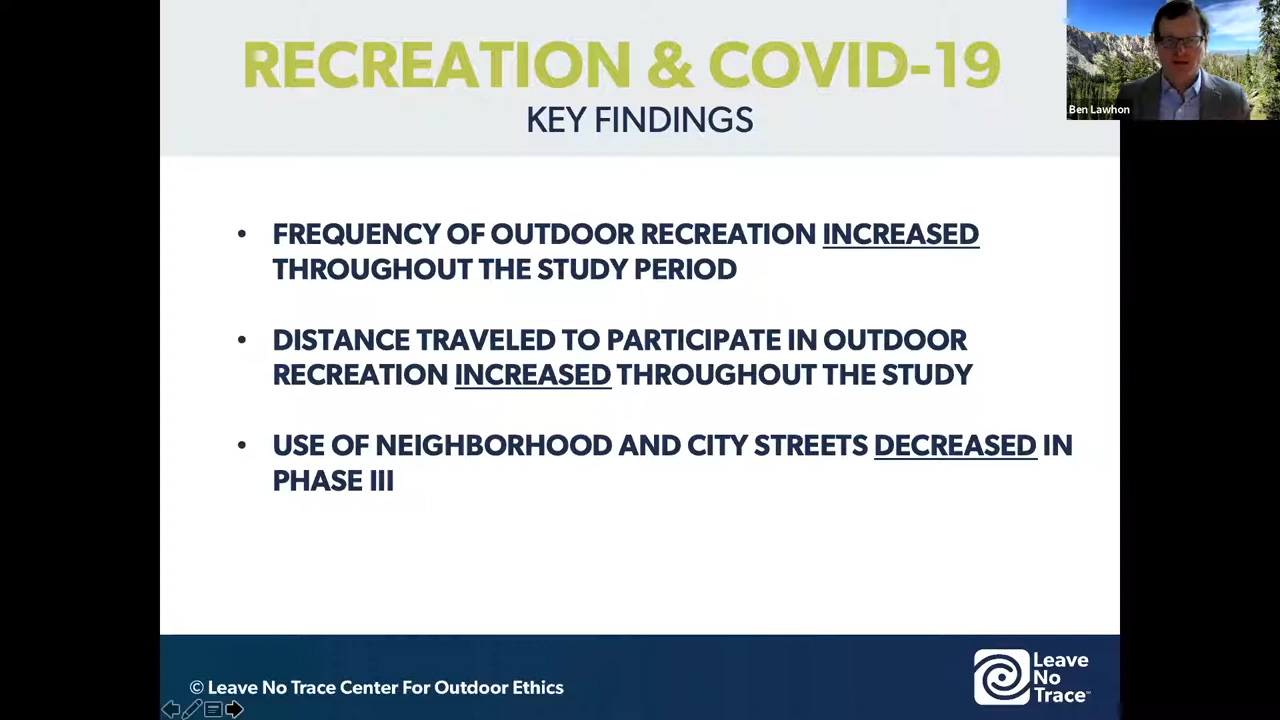 RECREATION & COVID-19
KEY FINDINGS
Ben Lawhon
• FREQUENCY OF OUTDOOR RECREATION INCREASED
THROUGHOUT THE STUDY PERIOD
• DISTANCE TRAVELED TO PARTICIPATE IN OUTDOOR
RECREATION INCREASED THROUGHOUT THE STUDY
• USE OF NEIGHBORHOOD AND CITY STREETS DECREASED IN
PHASE III
© Leave No Trace Center For Outdoor Ethics
Leave
No
Trace™